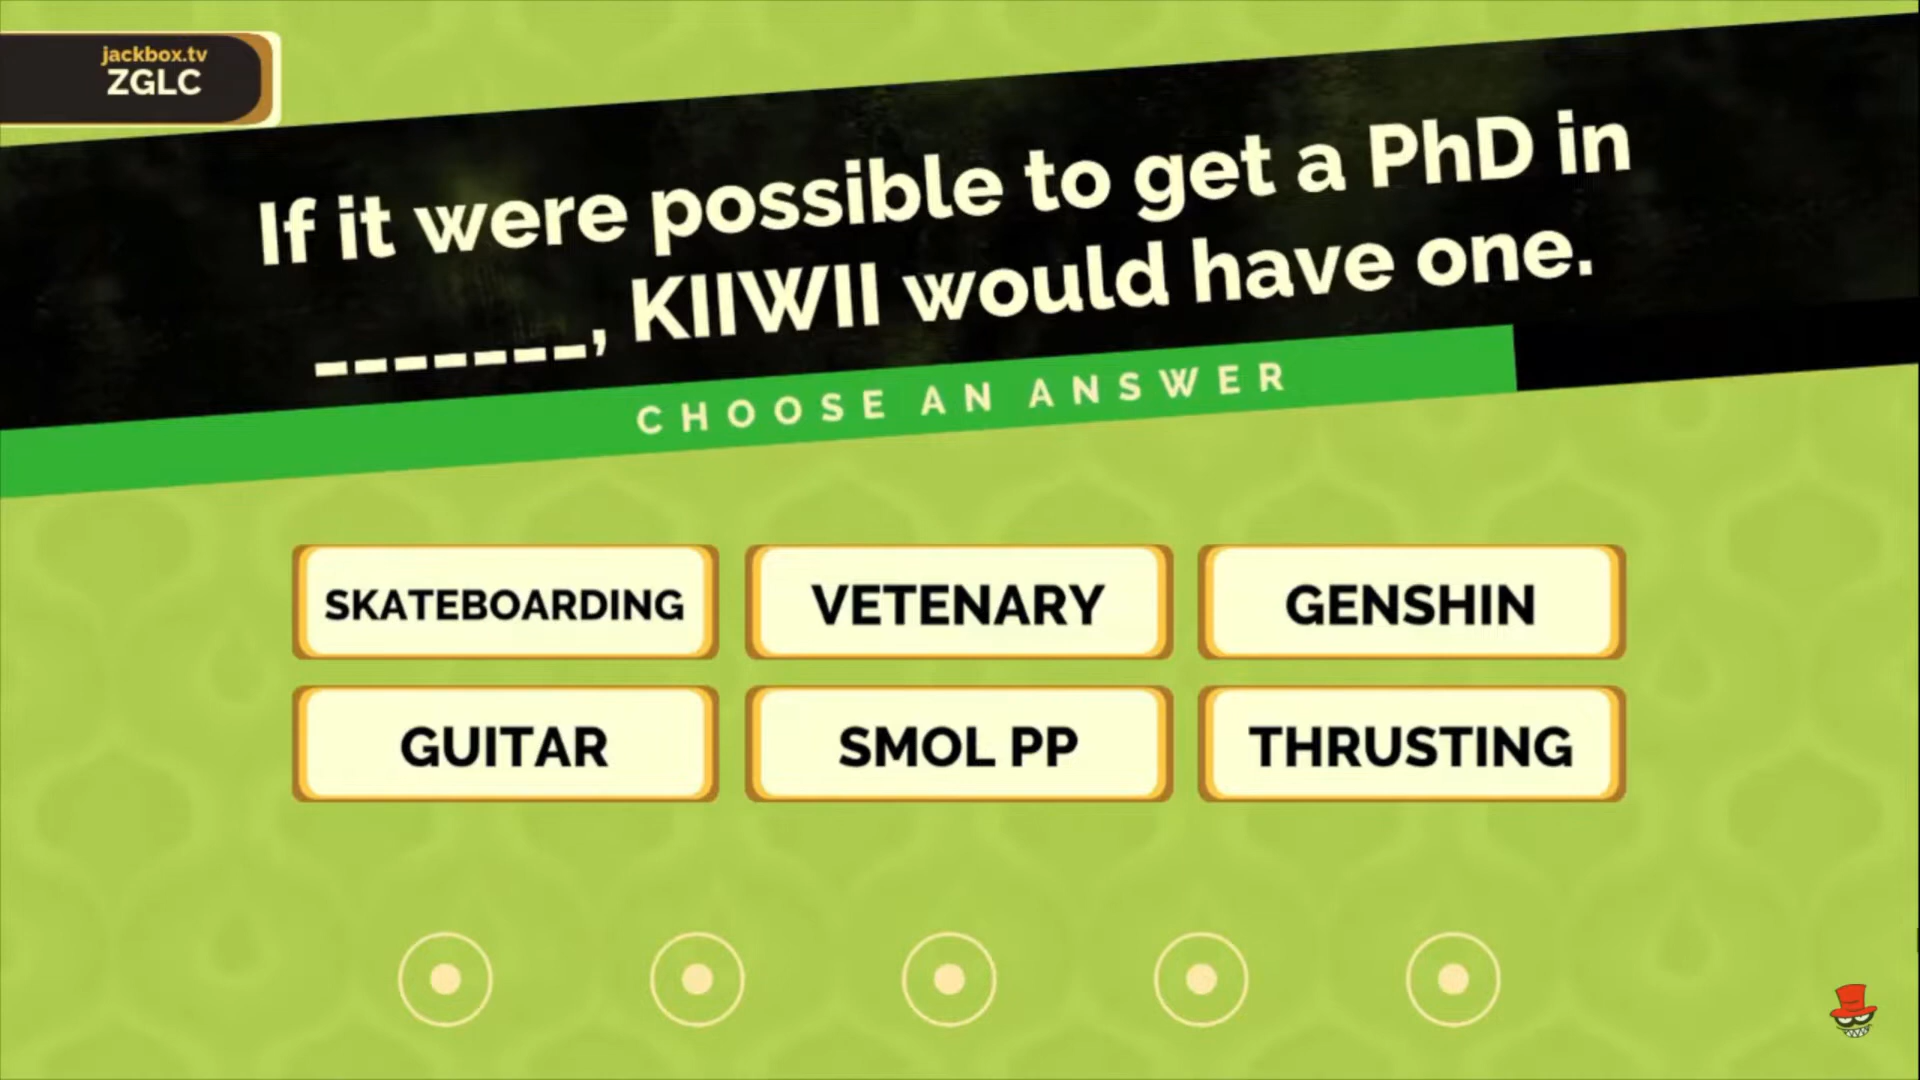 jackbox.tv
ZGLC
If it were possible to get a PhD in
_______, KIIWII would have one.
CHOOSE AN ANSWER
SKATEBOARDING
VETENARY
GENSHIN
GUITAR
SMOL PP
THRUSTING